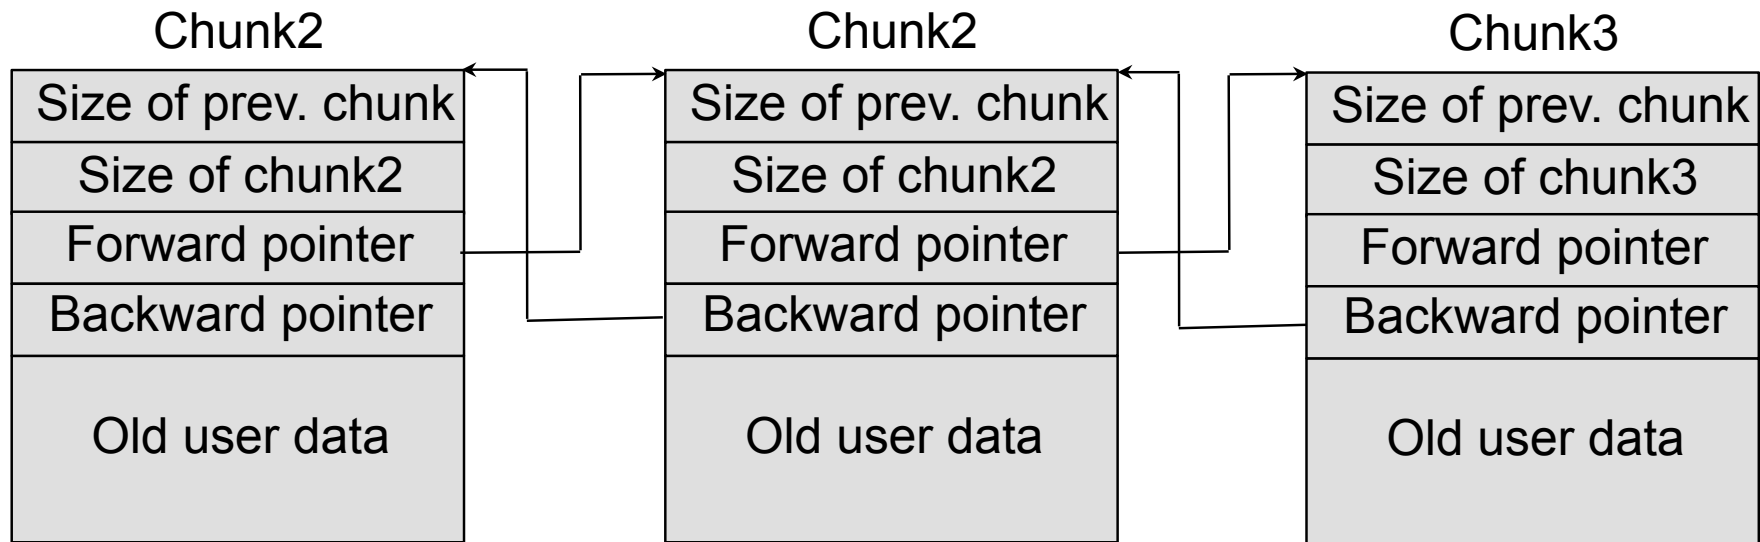 Chunk2
Size of prev. chunk
Size of chunk2
Forward pointer
Backward pointer
Old user data
Chunk2
Size of prev. chunk
Size of chunk2
Forward pointer
Backward pointer
Old user data
Chunk3
Size of prev. chunk
Size of chunk3
Forward pointer
Backward pointer
Old user data